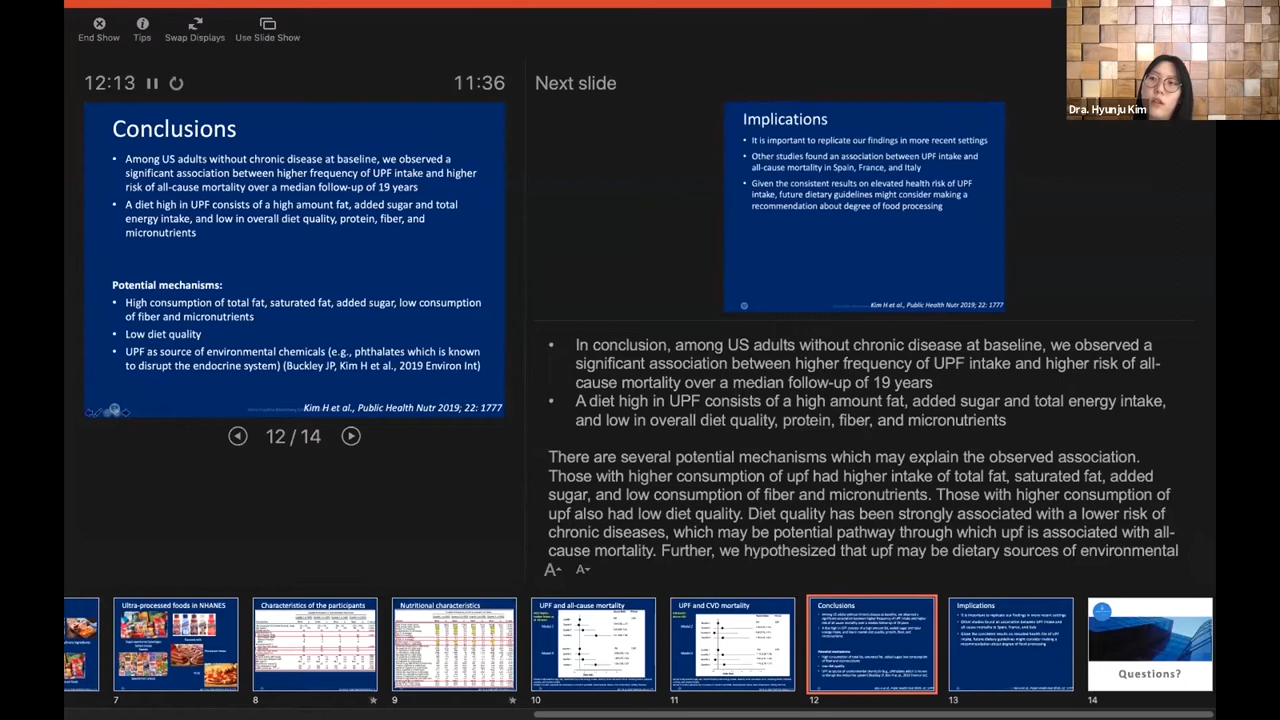 End Show
Tips
Swap Displays
Use Slide Show
12:13
11:36
Next slide
Dra. Hyunju Kim
Conclusions
• Among US adults without chronic disease at baseline, we observed a
significant association between higher frequency of UPF intake and higher
risk of all-cause mortality over a median follow-up of 19 years
• A diet high in UPF consists of a high amount fat, added sugar and total
energy intake, and low in overall diet quality, protein, fiber, and
micronutrients
Potential mechanisms:
• High consumption of total fat, saturated fat, added sugar, low consumption
of fiber and micronutrients
• Low diet quality
• UPF as source of environmental chemicals (e.g., phthalates which is known
to disrupt the endocrine system) (Buckley JP, Kim H et al., 2019 Environ Int)
Kim H et al., Public Health Nutr 2019; 22: 1777
12 / 14
Implications
• It is important to replicate our findings in more recent settings
• Other studies found an association between UPF intake and
all-cause mortality in Spain, France, and Italy
• Given the consistent results on elevated health risk of UPF
intake, future dietary guidelines might consider making a
recommendation about degree of food processing
Kim H et al., Public Health Nutr 2019; 22: 1777
• In conclusion, among US adults without chronic disease at baseline, we observed a
significant association between higher frequency of UPF intake and higher risk of all-
cause mortality over a median follow-up of 19 years
• A diet high in UPF consists of a high amount fat, added sugar and total energy intake,
and low in overall diet quality, protein, fiber, and micronutrients
There are several potential mechanisms which may explain the observed association.
Those with higher consumption of upf had higher intake of total fat, saturated fat, added
sugar, and low consumption of fiber and micronutrients. Those with higher consumption of
upf also had low diet quality. Diet quality has been strongly associated with a lower risk of
chronic diseases, which may be potential pathway through which upf is associated with all-
cause mortality. Further, we hypothesized that upf may be dietary sources of environmental
A A
Ultra-processed foods in NHANES
Characteristics of the participants
Nutritional characteristics
UPF and all-cause mortality
UPF and CVD mortality
Conclusions
Implications
Questions?
7
8
9
10
11
12
13
14